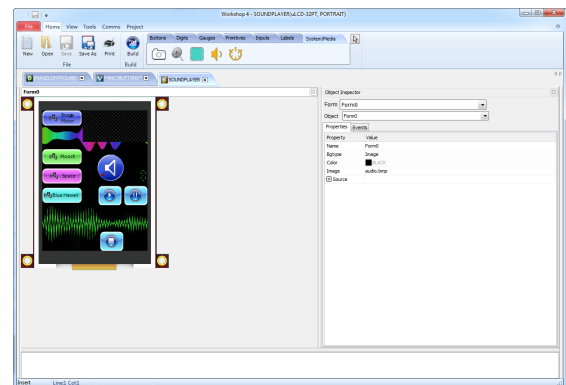 Workshop 4 - SOUNDPLAYER(uLCD-32PT, PORTRAIT)
File Home View Tools Comms Project
New Open Save Save As Print Build
File Build
Buttons Digits Gauges Primitives Inputs Labels System/Media
SOUNDPLAYER
Form0
Mooch
Space
Blue Hawaii
Object Inspector
Form Form0
Object Form0
Properties Events
Property Value
Name Form0
Bgtype Image
Color BLACK
Image audio.bmp
Source
Insert Line:1 Col:1